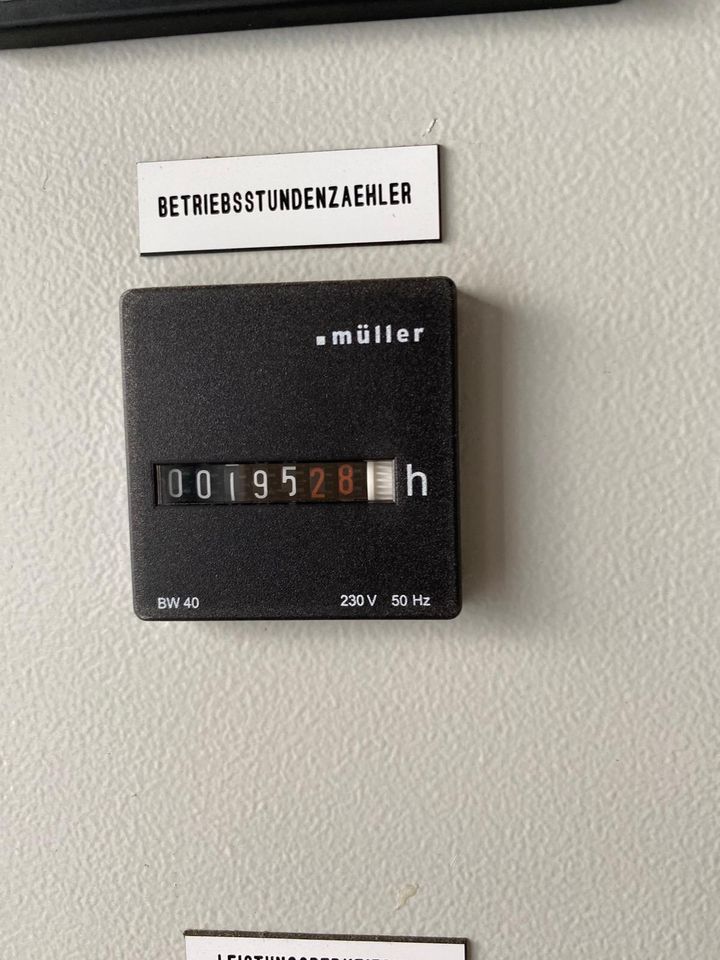 BETRIEBSSTUNDENZAEHLER
müller
0019528 h
BW 40 230 V 50 Hz